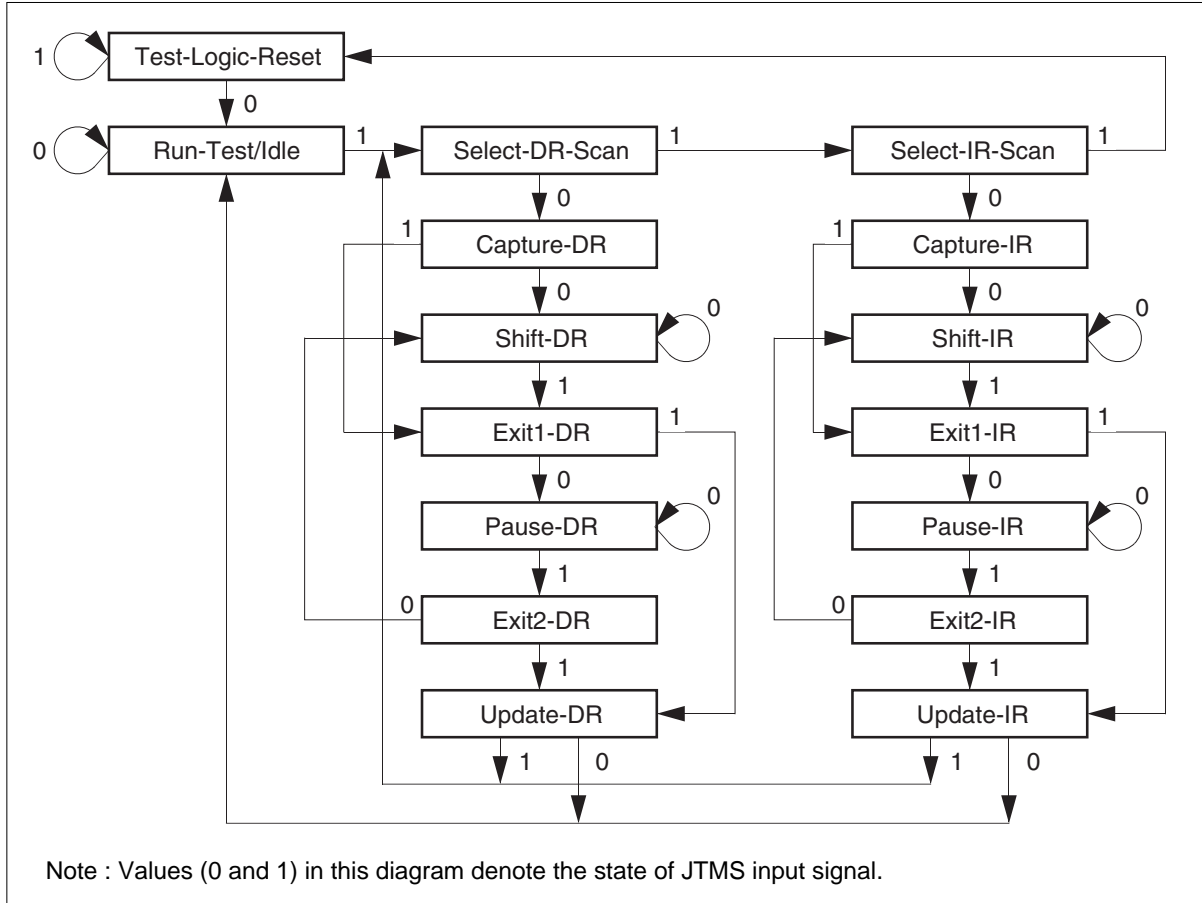 1 Test-Logic-Reset
0
0 Run-Test/Idle 1 Select-DR-Scan 1 Select-IR-Scan 1
0 0
1 Capture-DR 1 Capture-IR
0 0
Shift-DR 0 Shift-IR 0
1 1
Exit1-DR 1 Exit1-IR 1
0 0
Pause-DR 0 Pause-IR 0
1 1
0 Exit2-DR 0 Exit2-IR
1 1
Update-DR Update-IR
1 0 1 0
Note : Values (0 and 1) in this diagram denote the state of JTMS input signal.